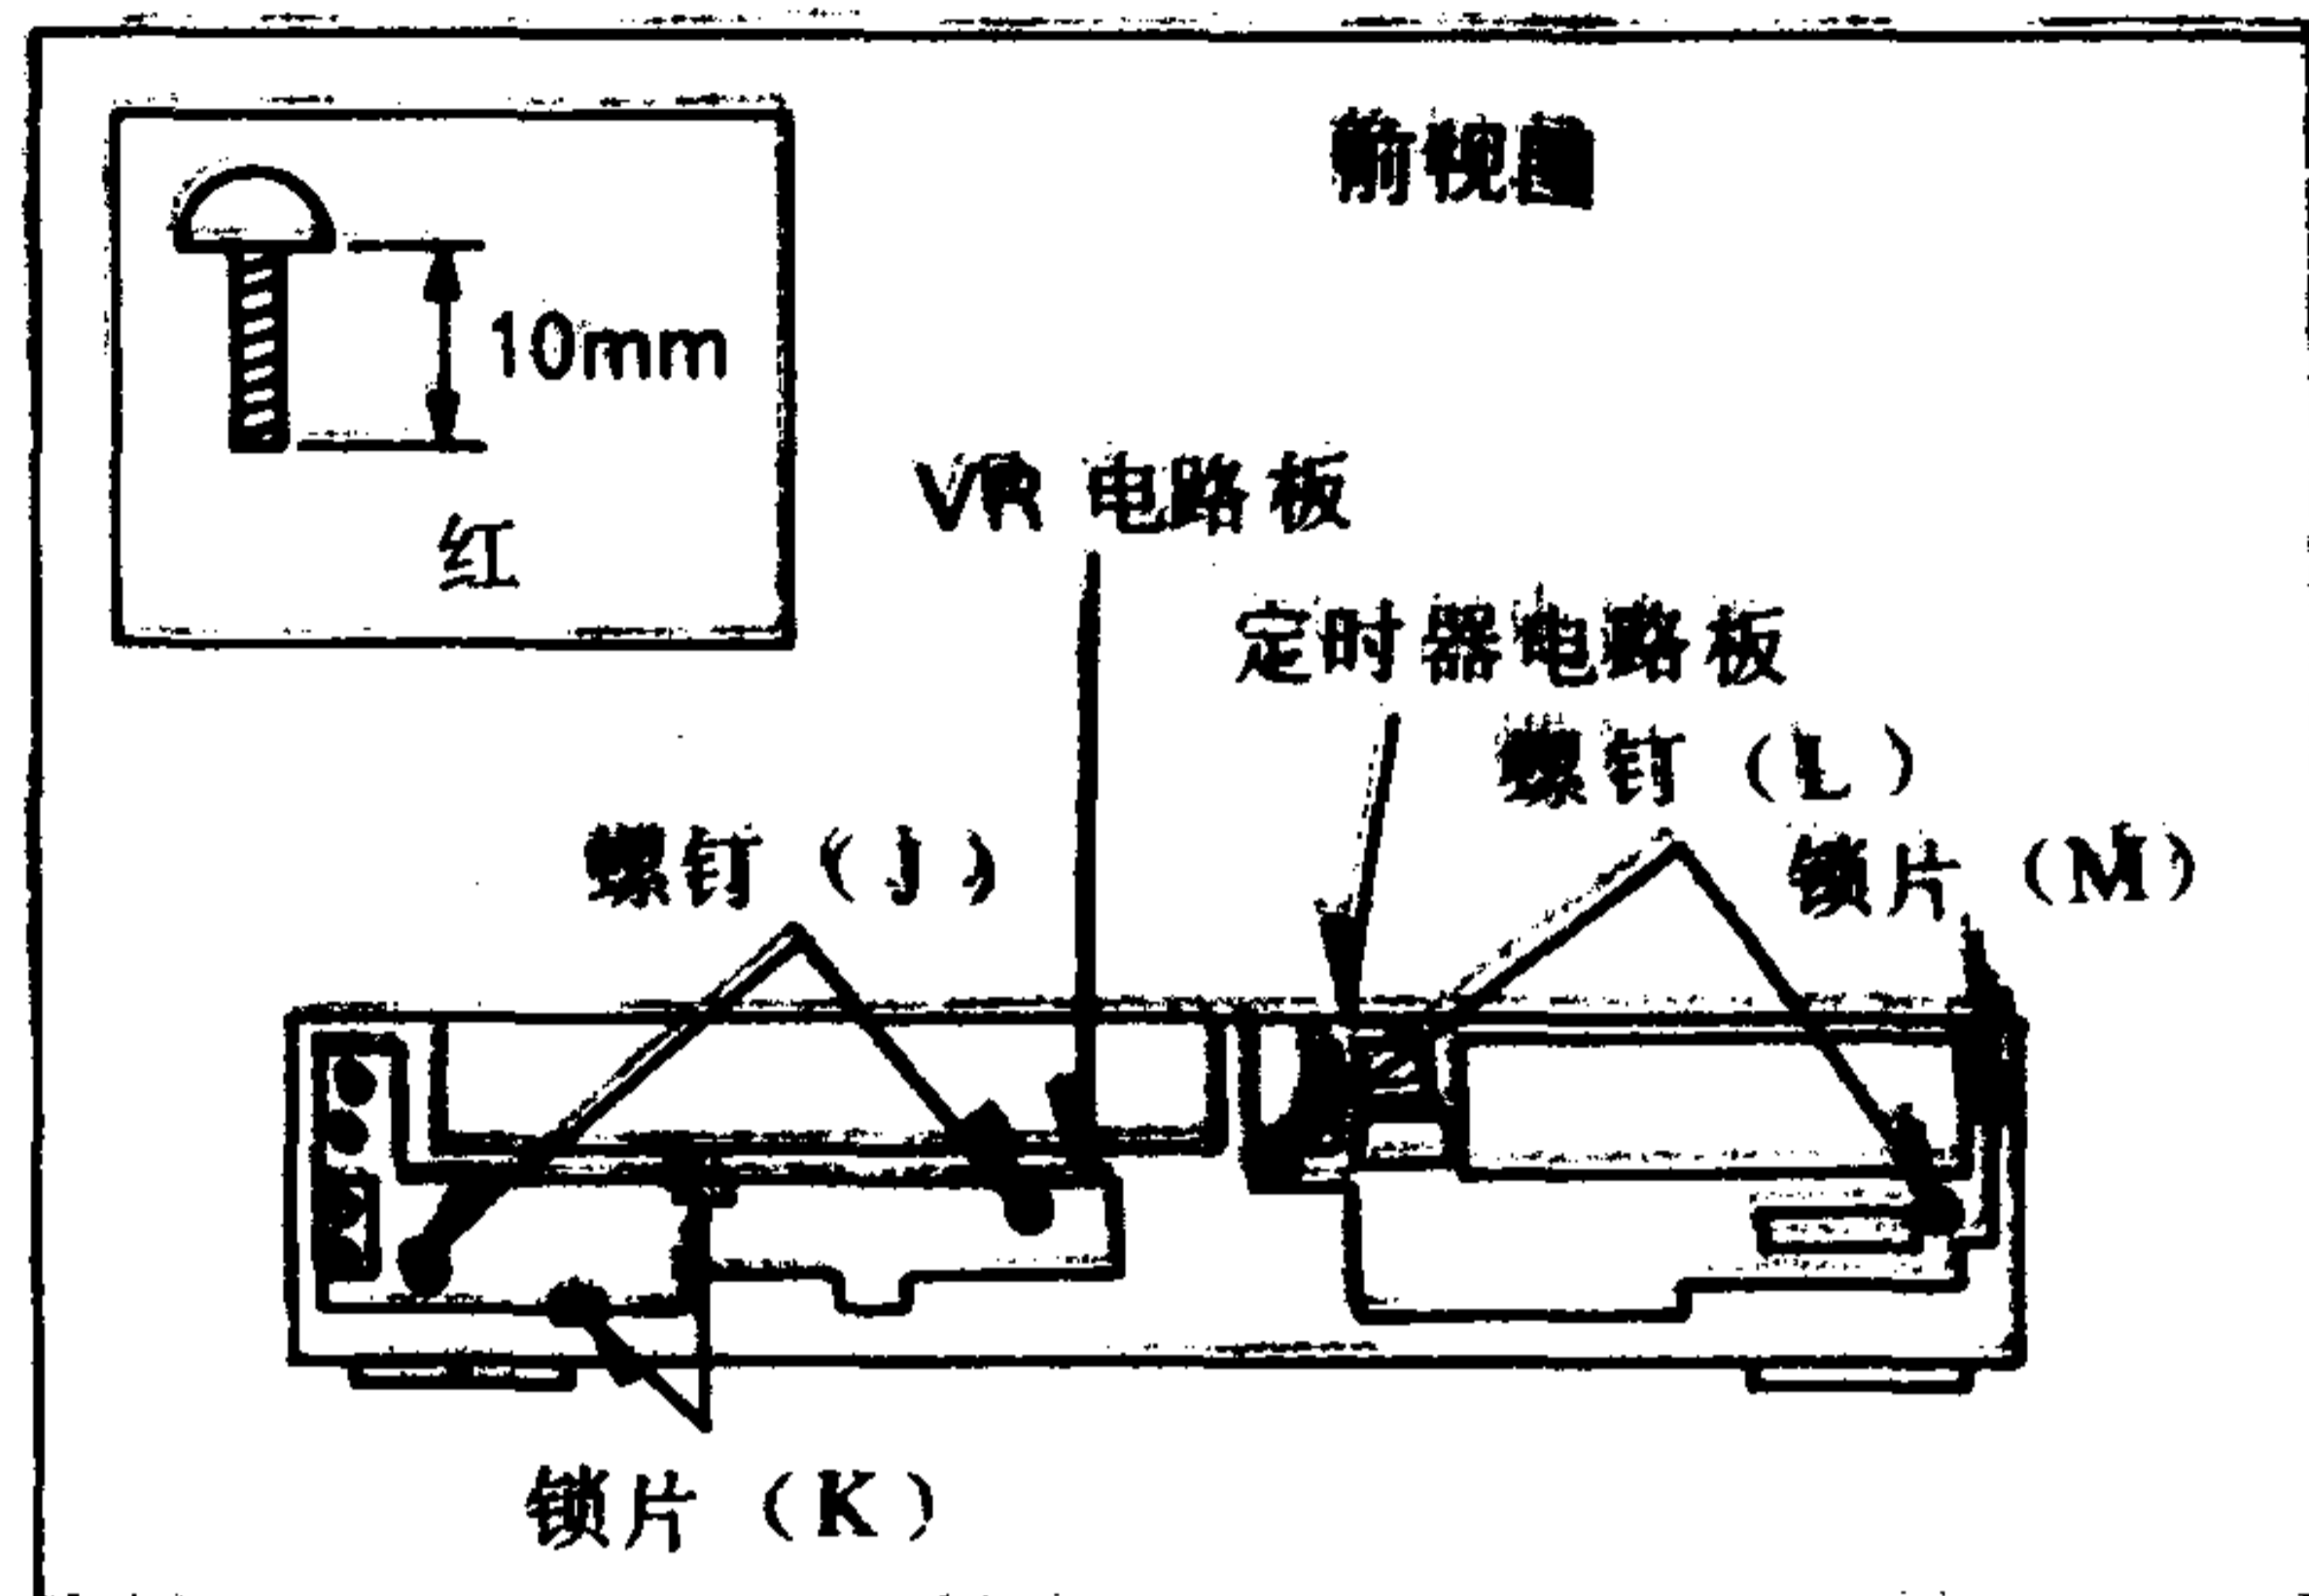 前视图
10mm
红
VR 电路板
定时器电路板
螺钉（L）
螺钉（J）
锁片（M）
锁片（K）